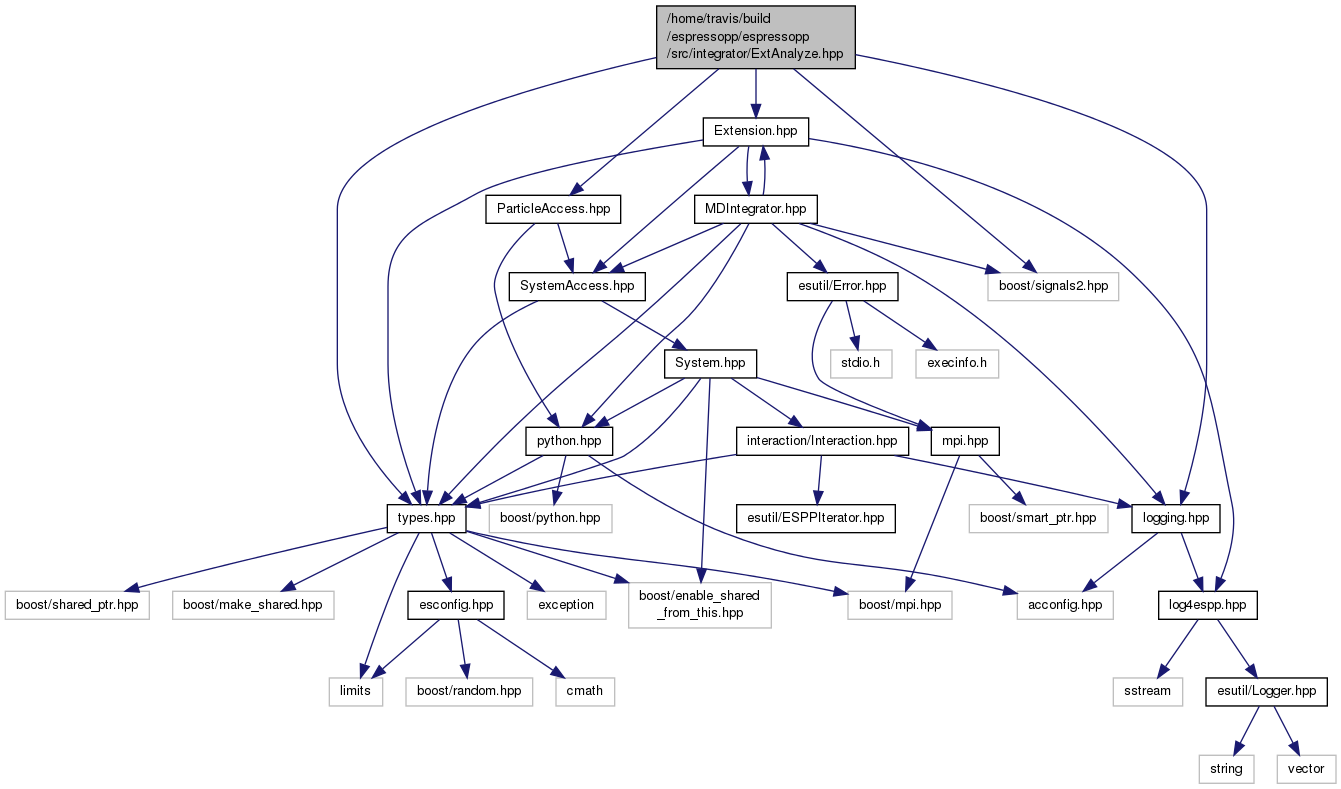 /home/travis/build
/espressopp/espressopp
/src/integrator/ExtAnalyze.hpp
Extension.hpp
ParticleAccess.hpp
MDIntegrator.hpp
SystemAccess.hpp
esutil/Error.hpp
boost/signals2.hpp
System.hpp
stdio.h
execinfo.h
python.hpp
interaction/Interaction.hpp
mpi.hpp
types.hpp
boost/python.hpp
esutil/ESPPIterator.hpp
boost/smart_ptr.hpp
logging.hpp
boost/shared_ptr.hpp
boost/make_shared.hpp
esconfig.hpp
exception
boost/enable_shared
_from_this.hpp
boost/mpi.hpp
acconfig.hpp
log4espp.hpp
limits
boost/random.hpp
cmath
sstream
esutil/Logger.hpp
string
vector